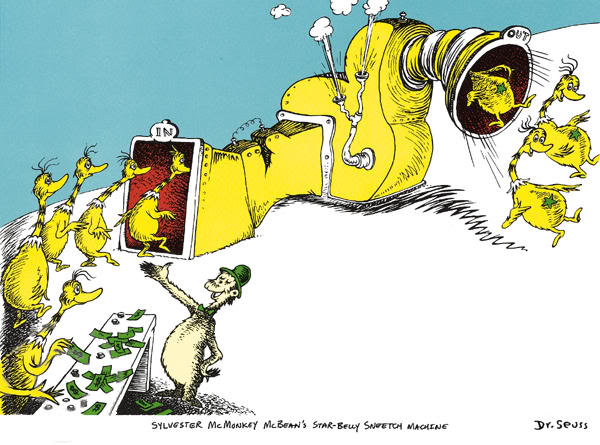 IN
OUT
SYLVESTER McMONKEY McBEAN'S STAR-BELLY SNEETCH MACHINE
Dr. Seuss